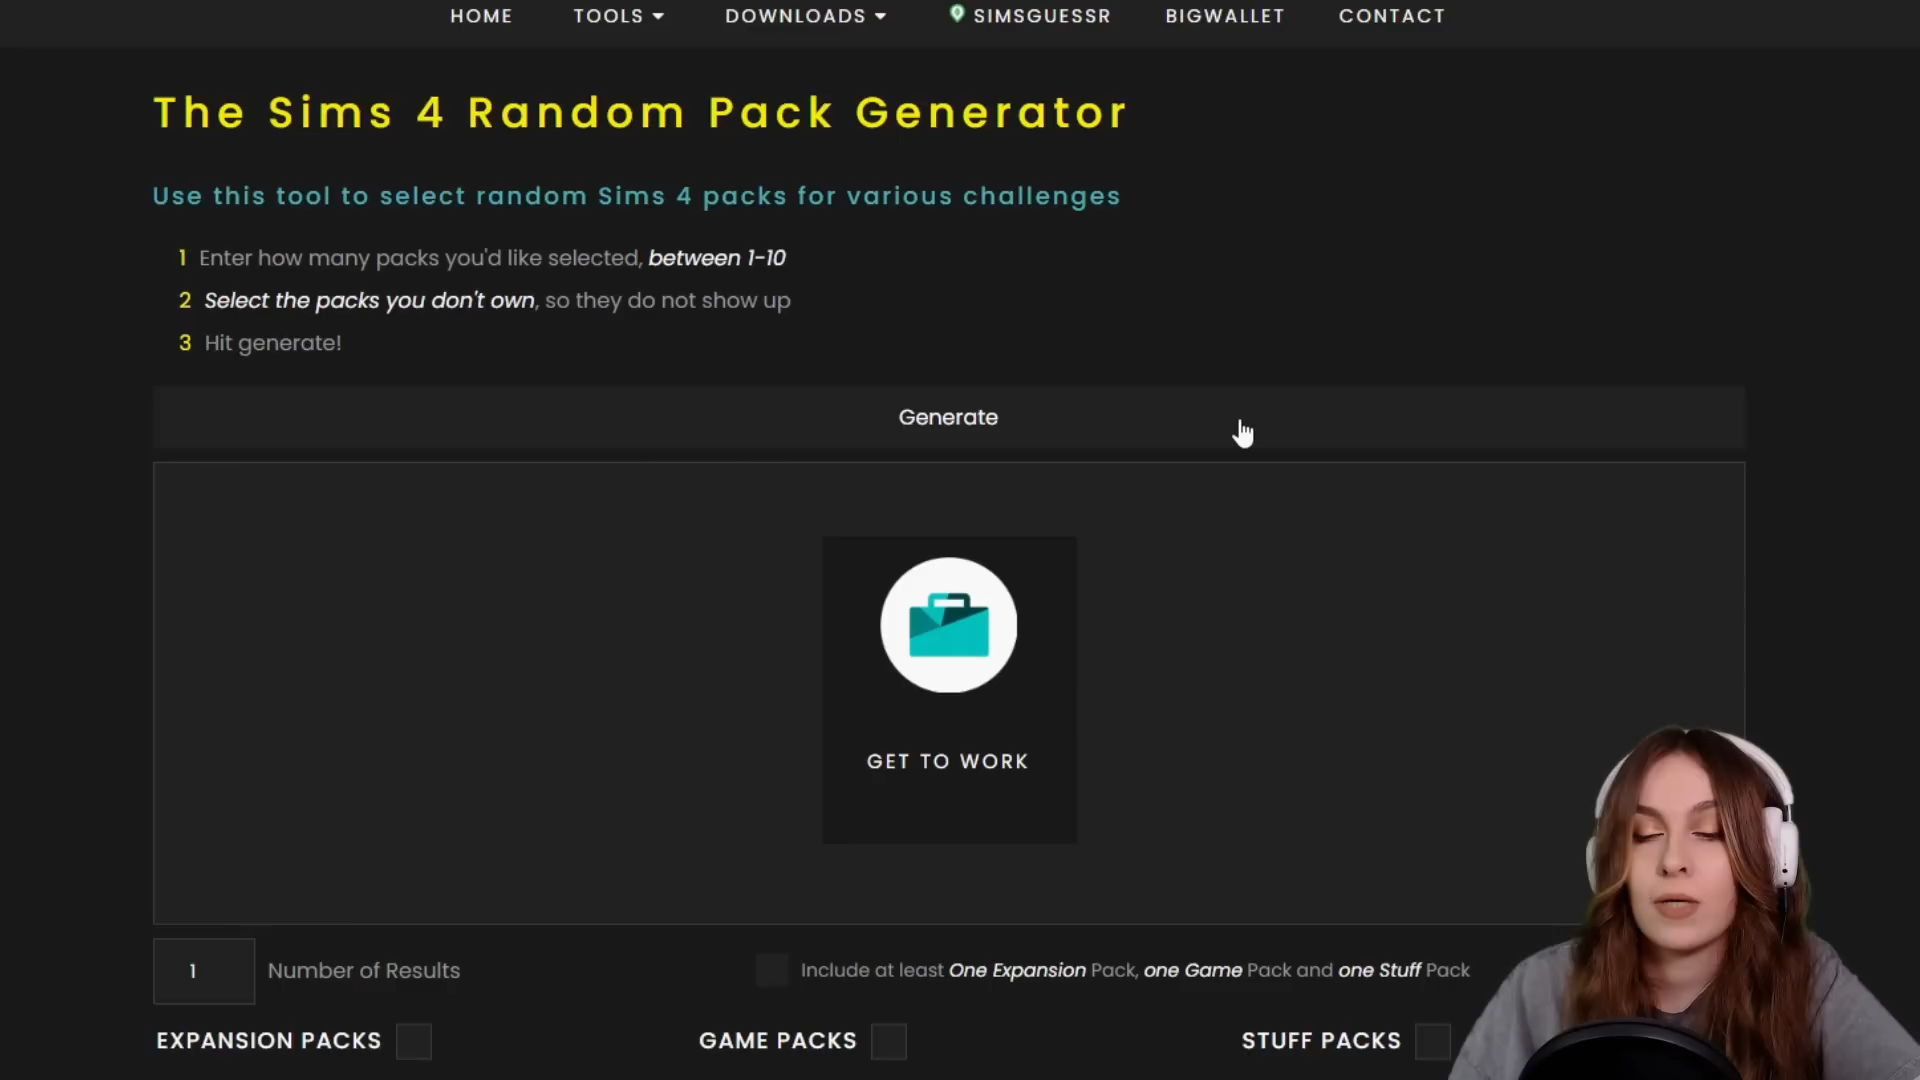 HOME TOOLS DOWNLOADS SIMSGUESSR BIGWALLET CONTACT
The Sims 4 Random Pack Generator
Use this tool to select random Sims 4 packs for various challenges
1 Enter how many packs you'd like selected, between 1-10
2 Select the packs you don't own, so they do not show up
3 Hit generate!
Generate
GET TO WORK
1 Number of Results Include at least One Expansion Pack, one Game Pack and one Stuff Pack
EXPANSION PACKS GAME PACKS STUFF PACKS